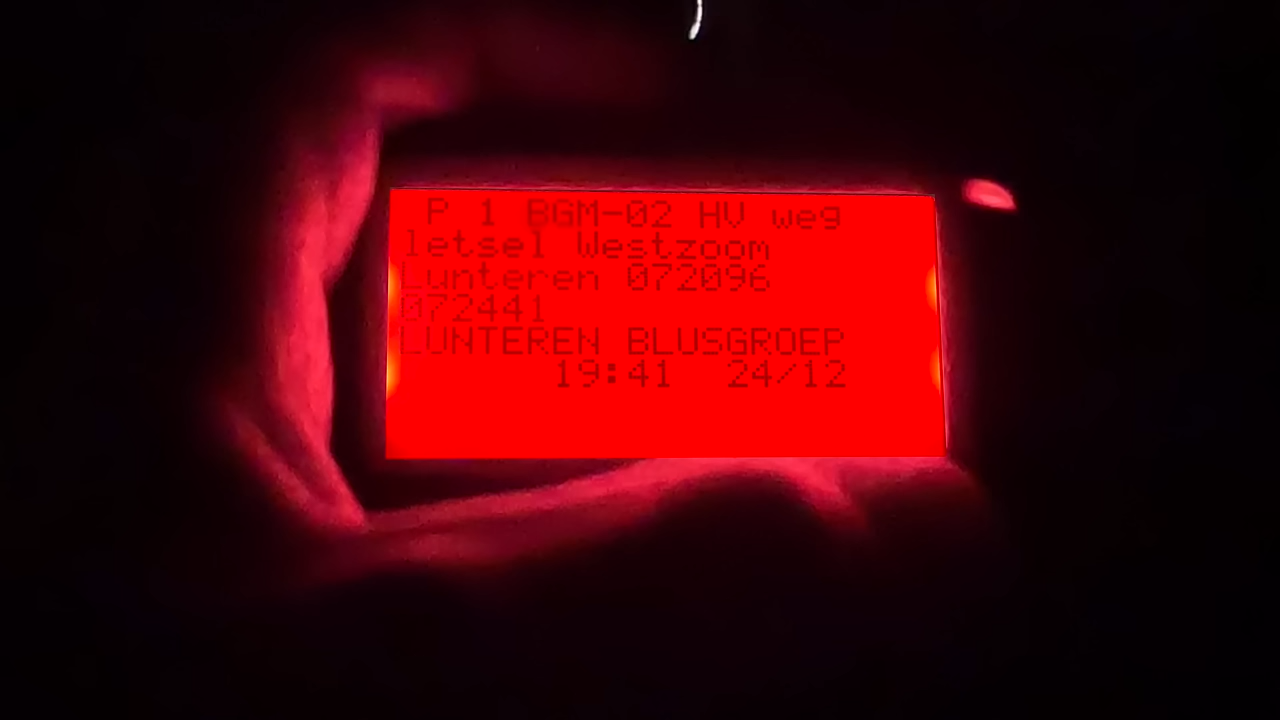 P 1 BGM-02 HV weg
letsel Westzoom
Lunteren 072096
072441
LUNTEREN BLUSGROEP
19:41 24/12